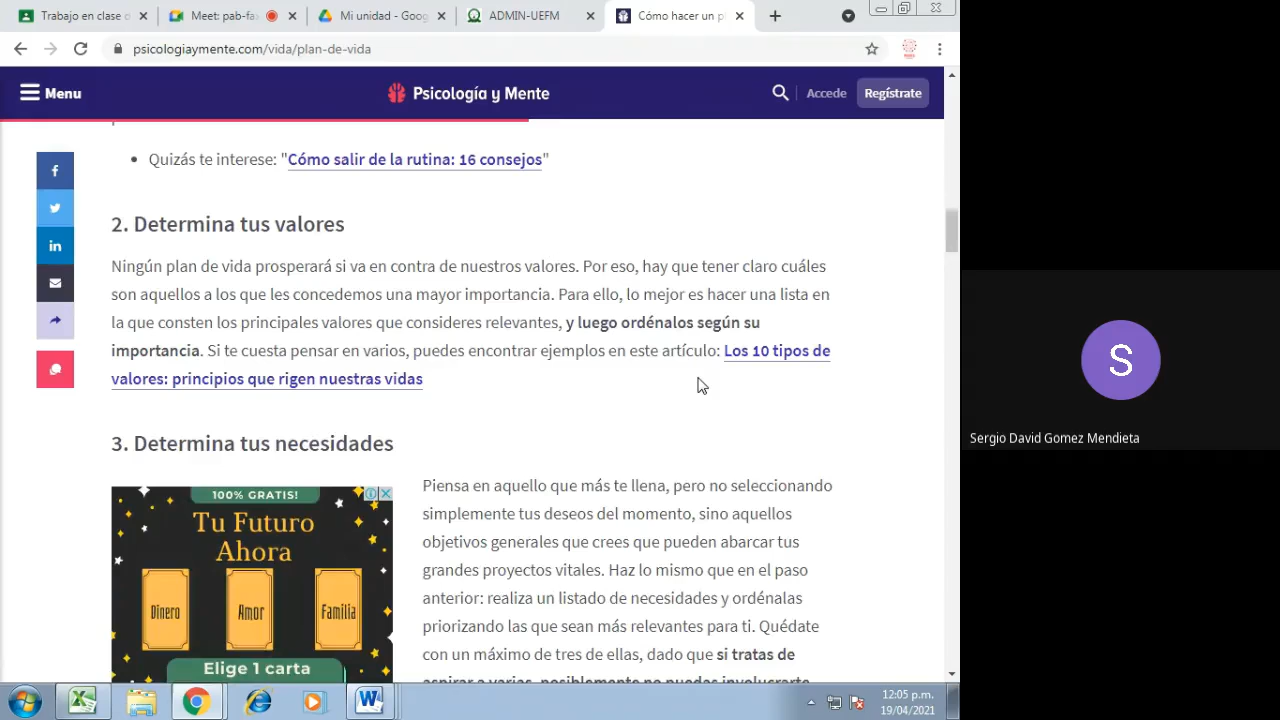 Trabajo en clase d
Meet: pab-fa
Mi unidad - Goog
ADMIN-UEFM
Cómo hacer un p
psicologiaymente.com/vida/plan-de-vida
Menu
Psicología y Mente
Accede
Regístrate
Quizás te interese: "Cómo salir de la rutina: 16 consejos"
2. Determina tus valores
Ningún plan de vida prosperará si va en contra de nuestros valores. Por eso, hay que tener claro cuáles
son aquellos a los que les concedemos una mayor importancia. Para ello, lo mejor es hacer una lista en
la que consten los principales valores que consideres relevantes, y luego ordénalos según su
importancia. Si te cuesta pensar en varios, puedes encontrar ejemplos en este artículo: Los 10 tipos de
valores: principios que rigen nuestras vidas
3. Determina tus necesidades
100% GRATIS!
Tu Futuro
Ahora
Dinero
Amor
Familia
Elige 1 carta
Piensa en aquello que más te llena, pero no seleccionando
simplemente tus deseos del momento, sino aquellos
objetivos generales que crees que pueden abarcar tus
grandes proyectos vitales. Haz lo mismo que en el paso
anterior: realiza un listado de necesidades y ordénalas
priorizando las que sean más relevantes para ti. Quédate
con un máximo de tres de ellas, dado que si tratas de
aspirar a varias, posiblemente no puedas involucrarte
S
Sergio David Gomez Mendieta
12:05 p.m.
19/04/2021